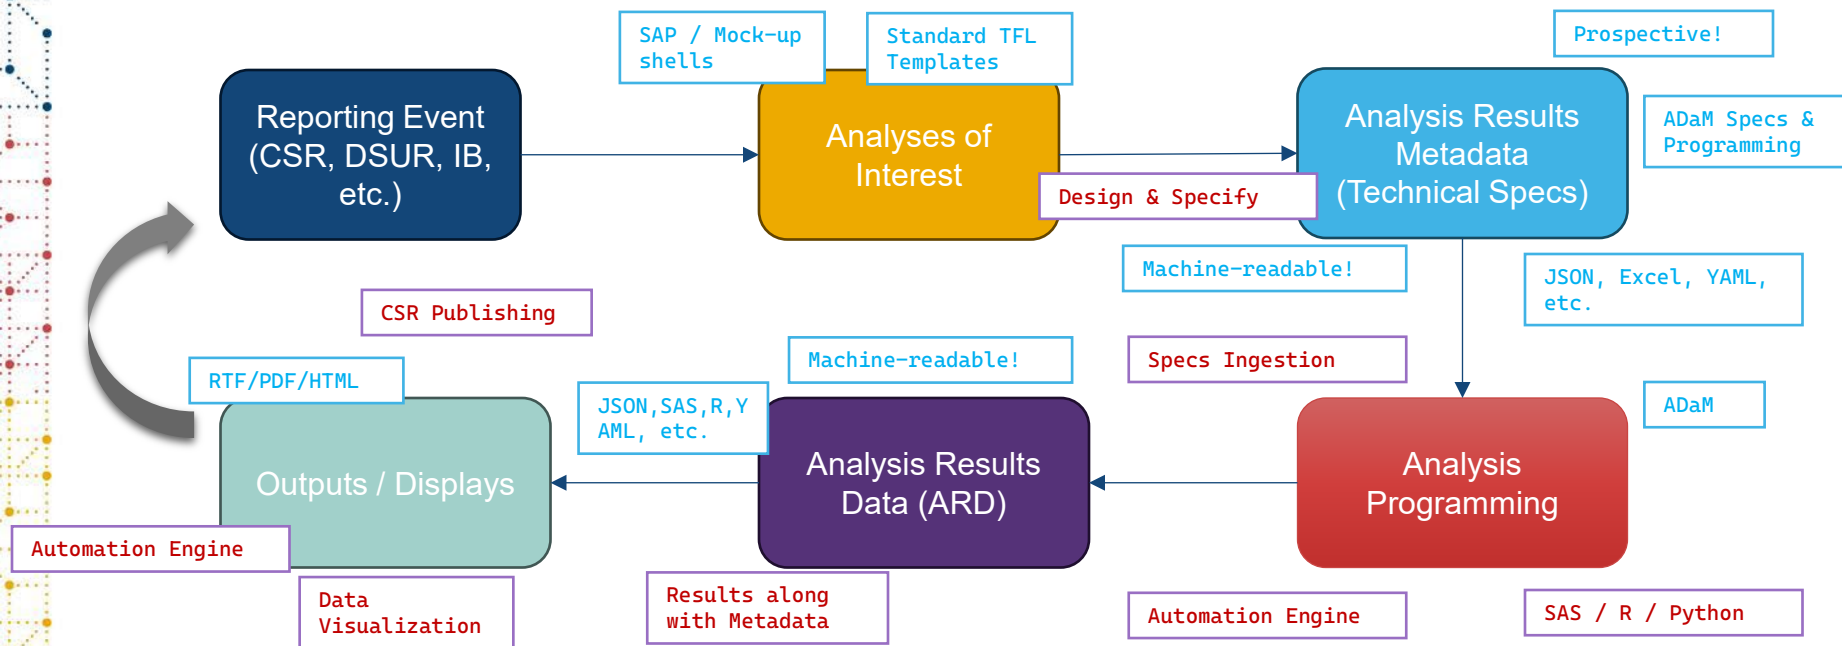 SAP / Mock-up
shells
Standard TFL
Templates
Prospective!
Reporting Event
(CSR, DSUR, IB,
etc.)
Analyses of
Interest
Analysis Results
Metadata
(Technical Specs)
ADaM Specs &
Programming
Design & Specify
Machine-readable!
JSON, Excel, YAML,
etc.
CSR Publishing
Machine-readable!
Specs Ingestion
RTF/PDF/HTML
JSON,SAS,R,Y
AML, etc.
ADaM
Outputs / Displays
Analysis Results
Data (ARD)
Analysis
Programming
Automation Engine
Data
Visualization
Results along
with Metadata
Automation Engine
SAS / R / Python